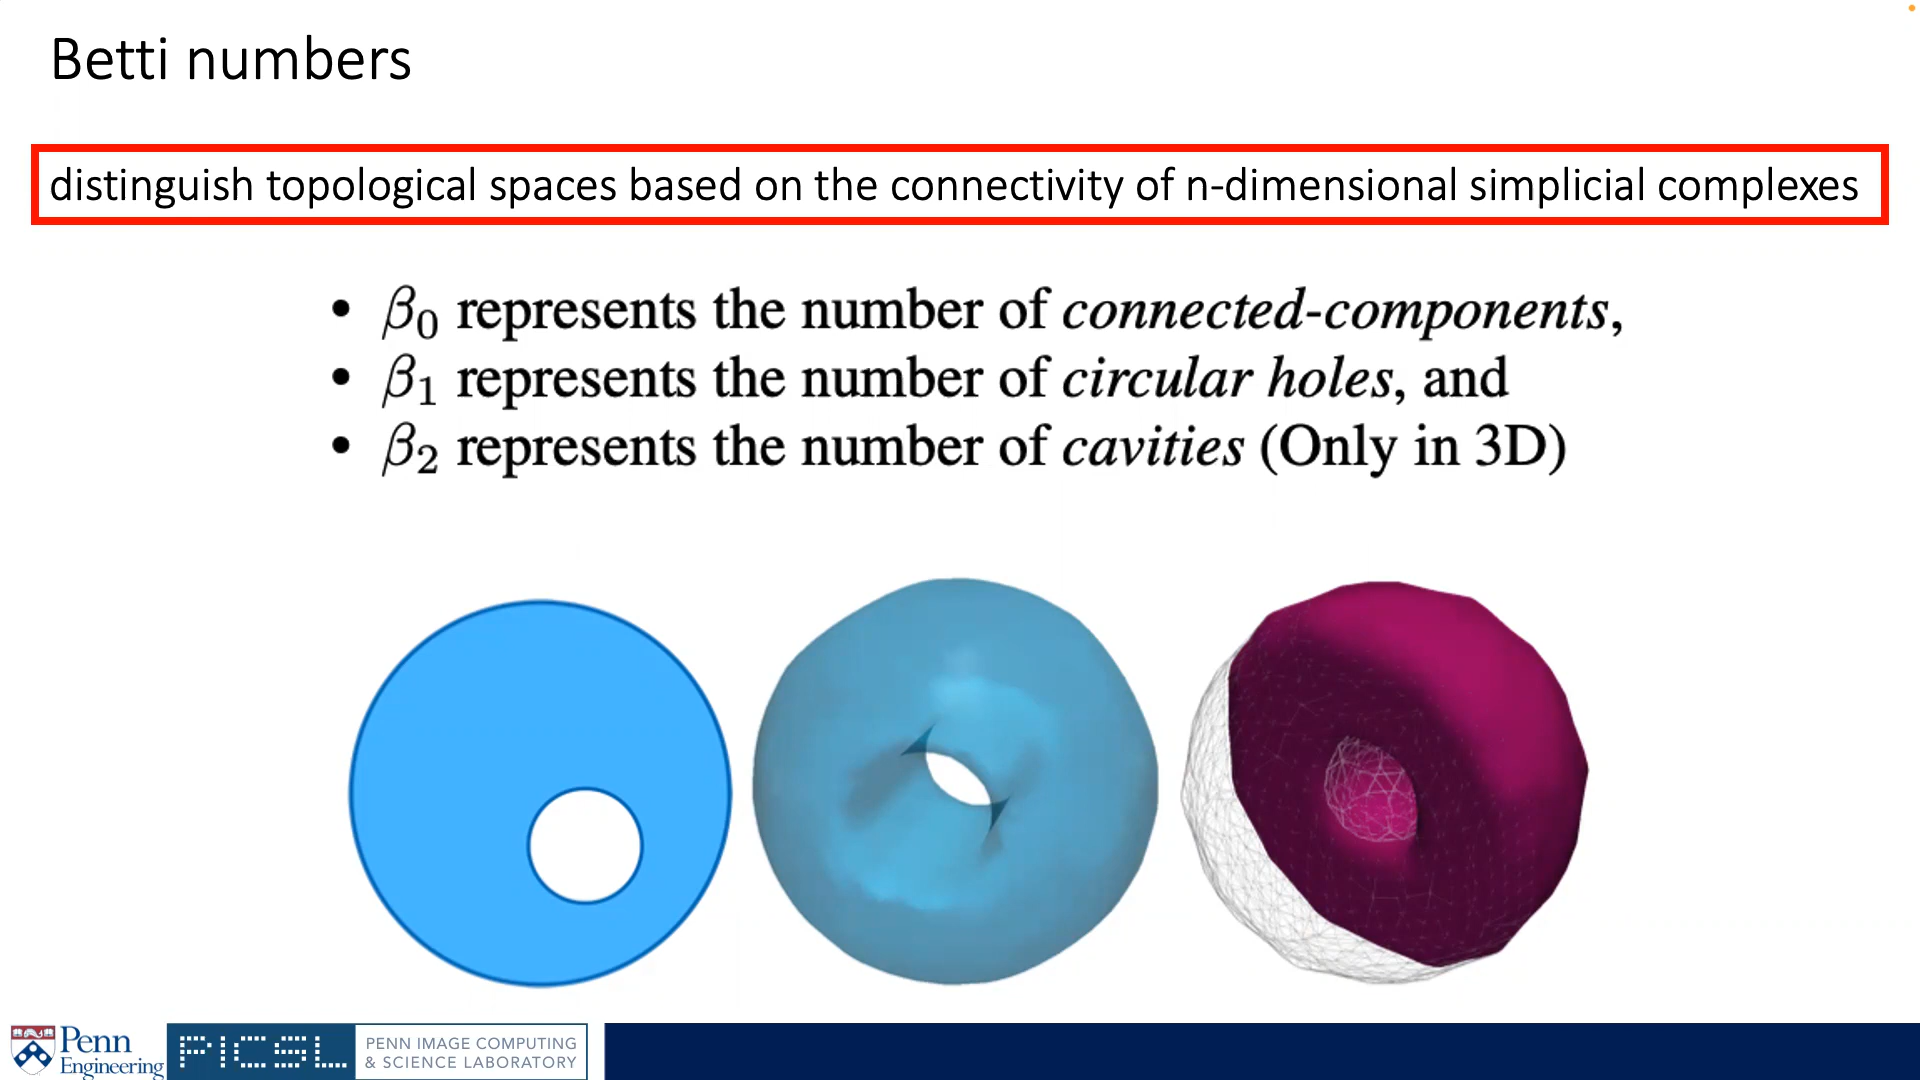 Betti numbers
distinguish topological spaces based on the connectivity of n-dimensional simplicial complexes
• β₀ represents the number of connected-components,
• β₁ represents the number of circular holes, and
• β₂ represents the number of cavities (Only in 3D)
Penn
Engineering
PICSL
PENN IMAGE COMPUTING
& SCIENCE LABORATORY